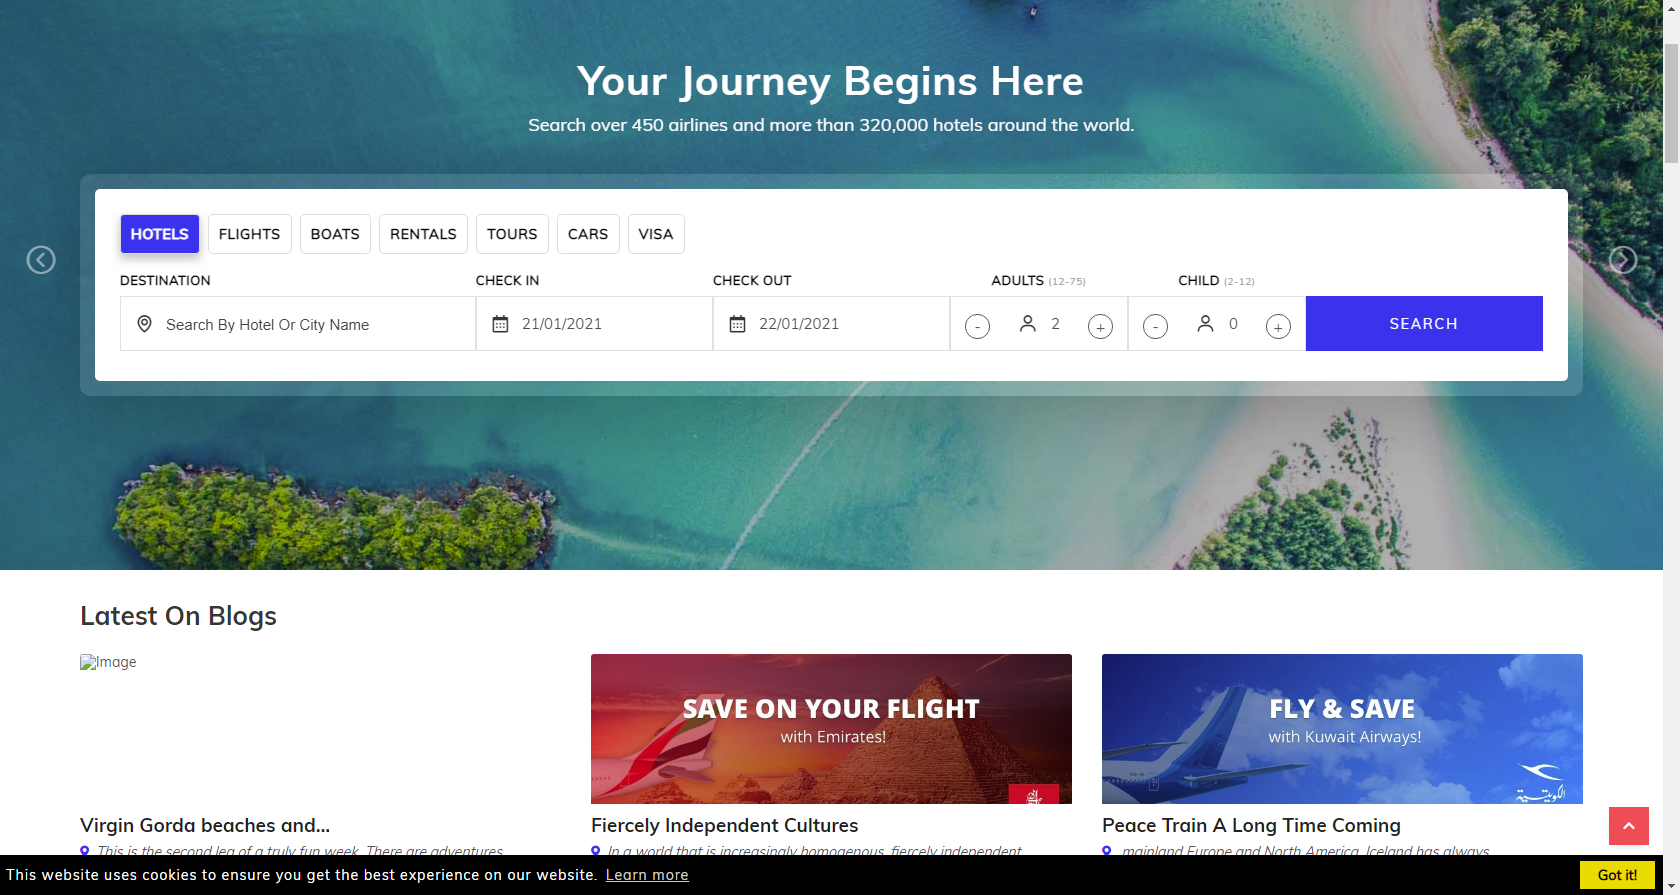 Your Journey Begins Here
Search over 450 airlines and more than 320,000 hotels around the world.
HOTELS FLIGHTS BOATS RENTALS TOURS CARS VISA
DESTINATION CHECK IN CHECK OUT ADULTS (12-75) CHILD (2-12)
Search By Hotel Or City Name 21/01/2021 22/01/2021 - 2 + - 0 + SEARCH
Latest On Blogs
Image
SAVE ON YOUR FLIGHT
with Emirates!
FLY & SAVE
with Kuwait Airways!
الكويتية
Virgin Gorda beaches and...
Fiercely Independent Cultures
Peace Train A Long Time Coming
This is the second leg of a truly fun week. There are adventures
In a world that is increasingly homogenous, fiercely independent
mainland Europe and North America, Iceland has always
This website uses cookies to ensure you get the best experience on our website. Learn more Got it!